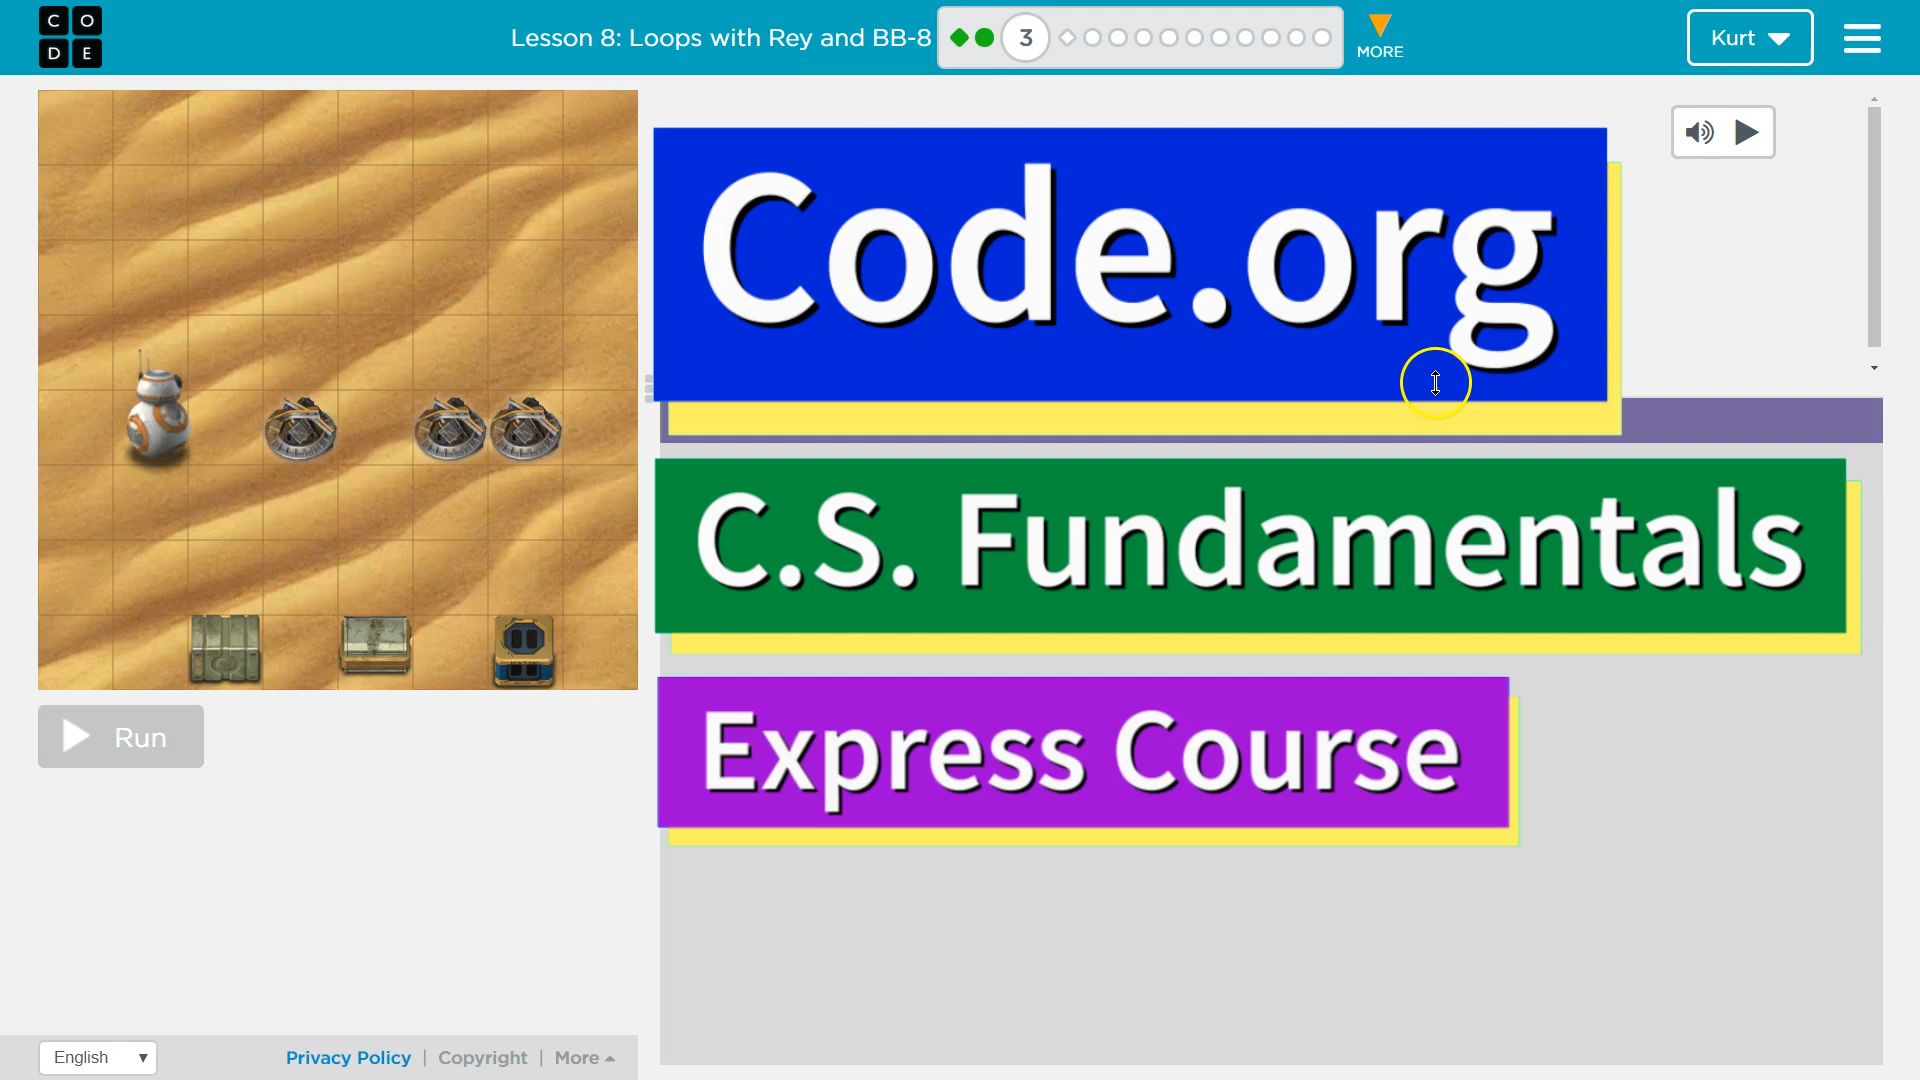 C O
D E
Lesson 8: Loops with Rey and BB-8
3
MORE
Kurt
Code.org
C.S. Fundamentals
Express Course
Run
English
Privacy Policy | Copyright | More